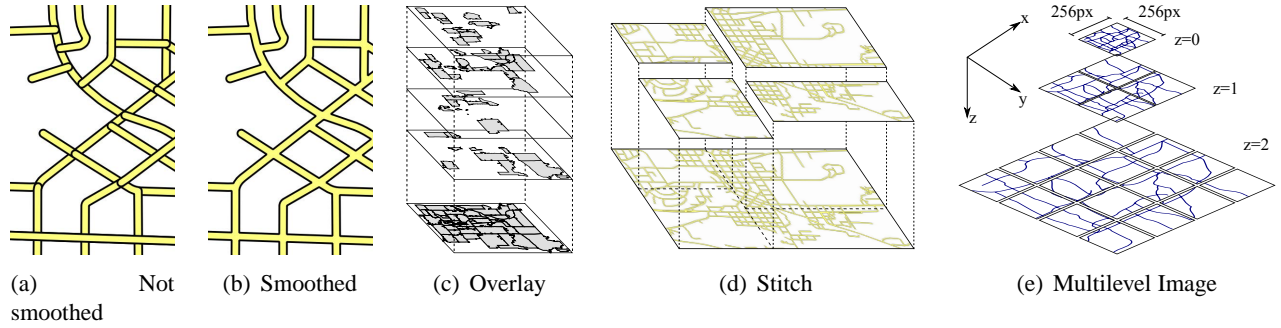 256px 256px
x
z=0
y
z
z=1
z=2
(a) Not
smoothed
(b) Smoothed
(c) Overlay
(d) Stitch
(e) Multilevel Image